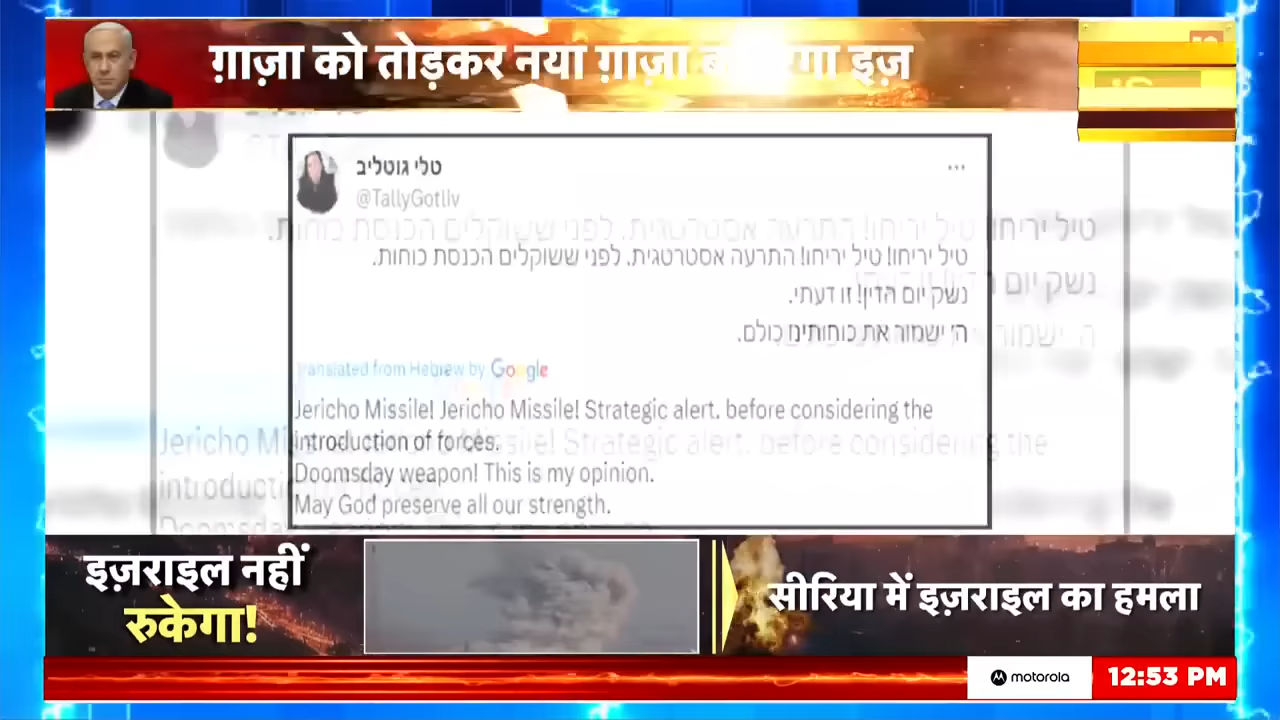 ग़ाज़ा को तोड़कर नया ग़ाज़ा इज़
טלי גוטליב
@TallyGotliv
טיל יריחו! טיל יריחו! התרעה אסטרטגית. לפני ששוקלים הכנסת כוחות.
נשק יום הדין! זו דעתי.
ה׳ ישמור את כוחותינו כולם.
Translated from Hebrew by Google
Jericho Missile! Jericho Missile! Strategic alert. before considering the
introduction of forces.
Doomsday weapon! This is my opinion.
May God preserve all our strength.
इज़राइल नहीं
रुकेगा!
सीरिया में इज़राइल का हमला
motorola
12:53 PM